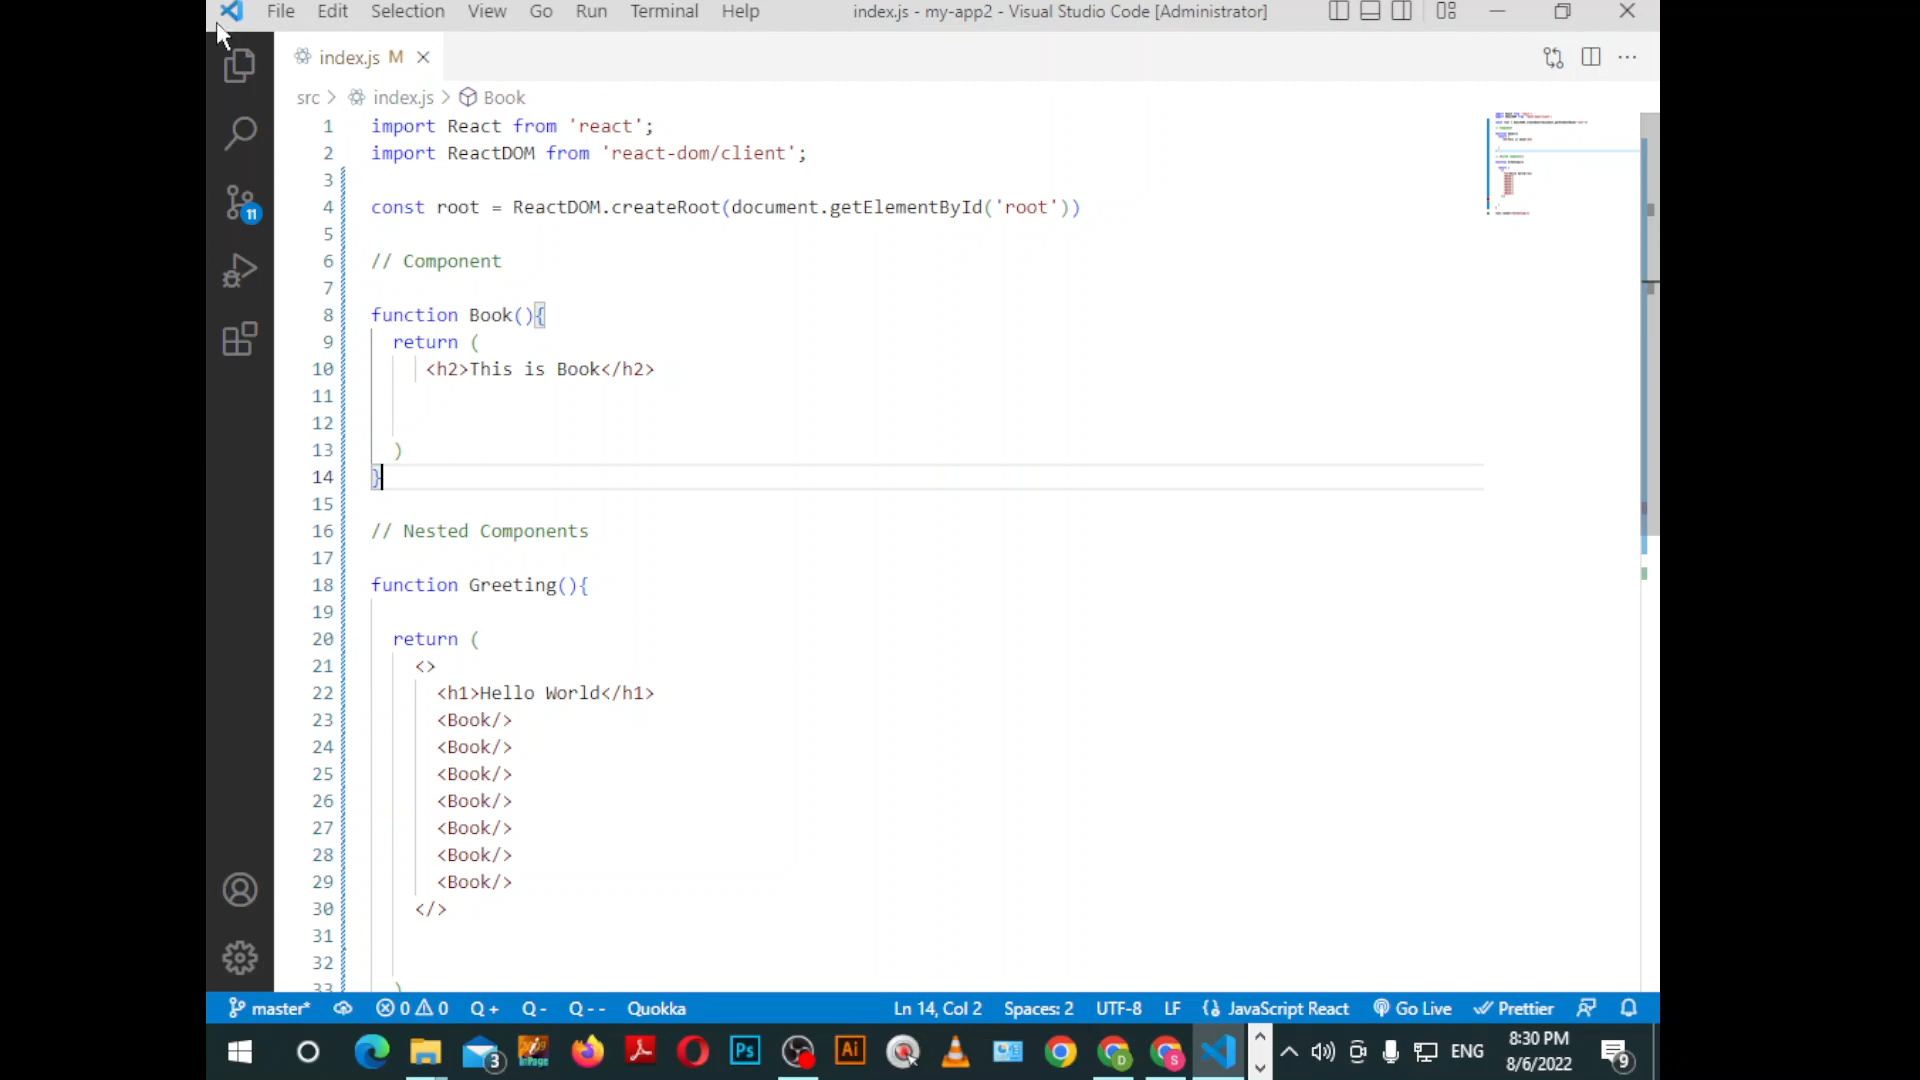 File Edit Selection View Go Run Terminal Help index.js - my-app2 - Visual Studio Code [Administrator]
index.js M
src > index.js > Book
1 import React from 'react';
2 import ReactDOM from 'react-dom/client';
3
4 const root = ReactDOM.createRoot(document.getElementById('root'))
5
6 // Component
7
8 function Book(){
9 return (
10 <h2>This is Book</h2>
11
12
13 )
14 }
15
16 // Nested Components
17
18 function Greeting(){
19
20 return (
21 <>
22 <h1>Hello World</h1>
23 <Book/>
24 <Book/>
25 <Book/>
26 <Book/>
27 <Book/>
28 <Book/>
29 <Book/>
30 </>
31
32
33 )
11
master* 0 0 Q + Q - Q - - Quokka Ln 14, Col 2 Spaces: 2 UTF-8 LF JavaScript React Go Live Prettier
3 Ps Ai D S ENG 8:30 PM
8/6/2022 9